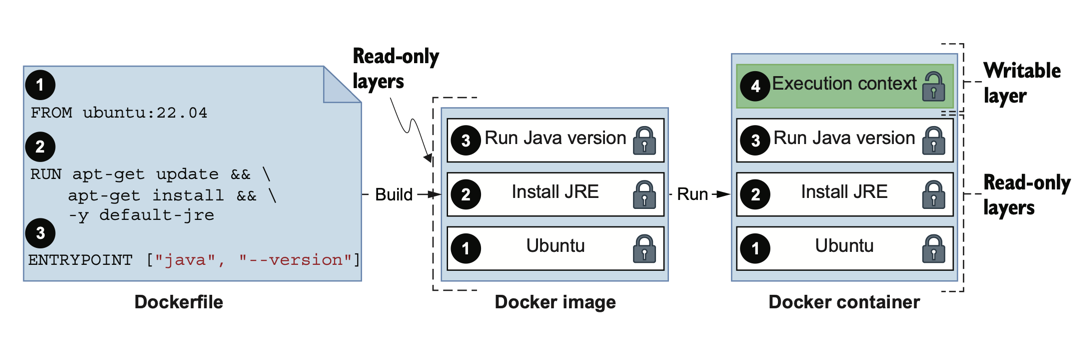 1
FROM ubuntu:22.04
2
RUN apt-get update && \
apt-get install && \
-y default-jre
3
ENTRYPOINT ["java", "--version"]
Dockerfile
Build
Read-only
layers
3 Run Java version
2 Install JRE
1 Ubuntu
Docker image
Run
4 Execution context
3 Run Java version
2 Install JRE
1 Ubuntu
Docker container
Writable
layer
Read-only
layers